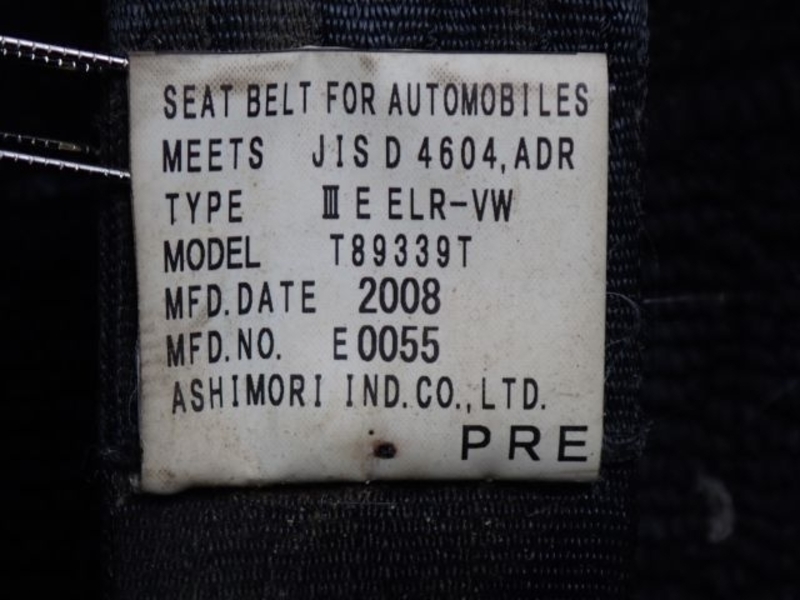 SEAT BELT FOR AUTOMOBILES
MEETS JIS D 4604,ADR
TYPE Ⅲ E ELR-VW
MODEL T89339T
MFD.DATE 2008
MFD.NO. E0055
ASHIMORI IND.CO.,LTD.
PRE